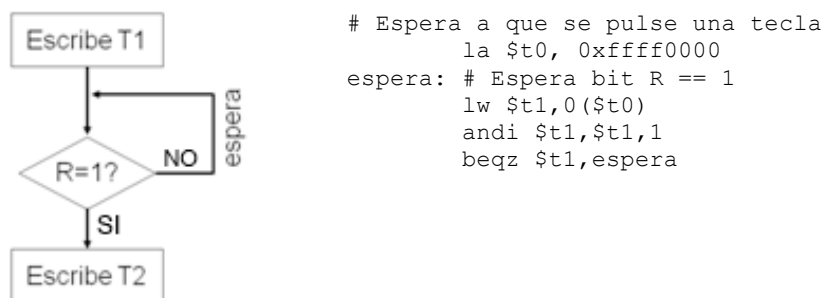 Escribe T1
espera
R=1?
NO
SI
Escribe T2
# Espera a que se pulse una tecla
la $t0, 0xffff0000
espera: # Espera bit R == 1
lw $t1,0($t0)
andi $t1,$t1,1
beqz $t1,espera